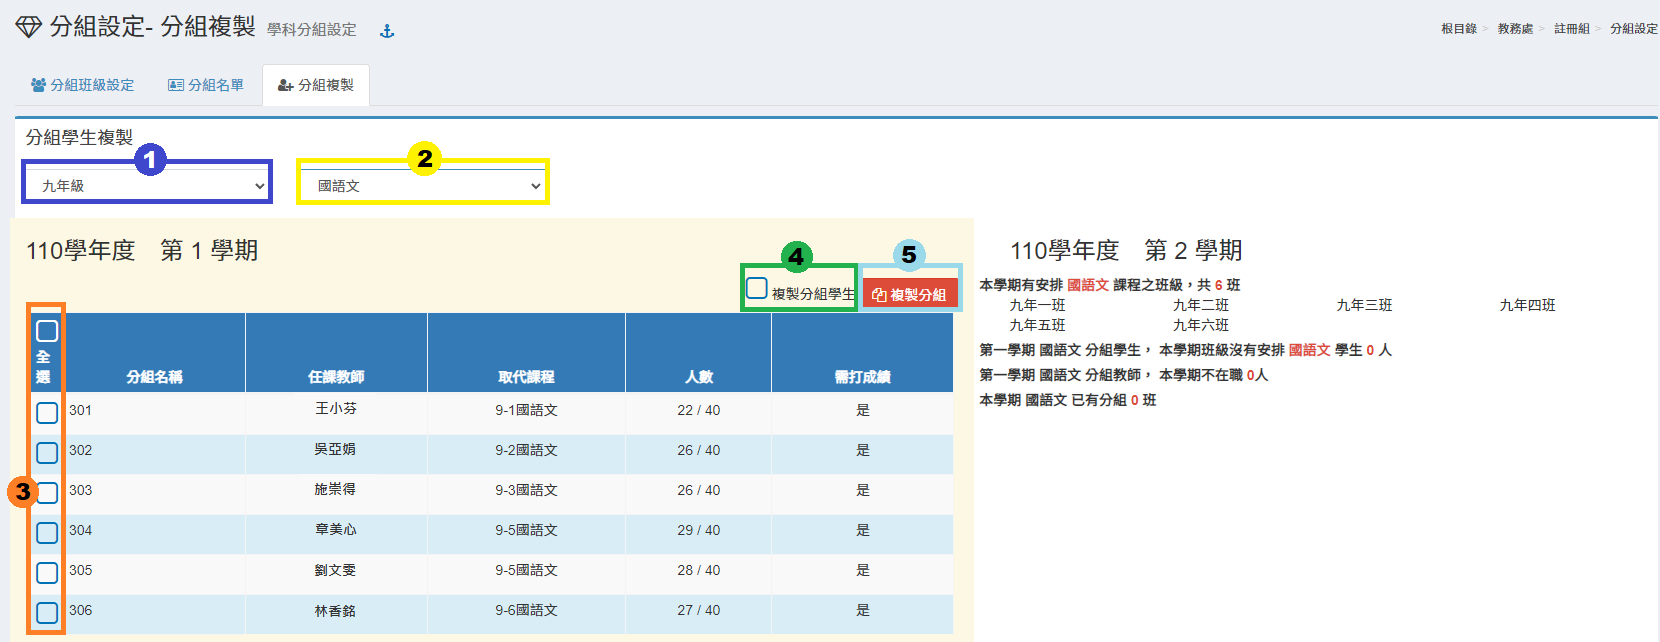 分組設定- 分組複製 學科分組設定
根目錄 > 教務處 > 註冊組 > 分組設定
分組班級設定 分組名單 分組複製
分組學生複製
1 2
九年級 國語文
110學年度 第 1 學期
4 5
複製分組學生 複製分組
全選 分組名稱 任課教師 取代課程 人數 需打成績
301 王小芬 9-1國語文 22 / 40 是
302 吳亞娟 9-2國語文 26 / 40 是
3
303 施崇得 9-3國語文 26 / 40 是
304 章美心 9-5國語文 29 / 40 是
305 劉文雯 9-5國語文 28 / 40 是
306 林香銘 9-6國語文 27 / 40 是
110學年度 第 2 學期
本學期有安排 國語文 課程之班級，共 6 班
九年一班 九年二班 九年三班 九年四班
九年五班 九年六班
第一學期 國語文 分組學生， 本學期班級沒有安排 國語文 學生 0 人
第一學期 國語文 分組教師， 本學期不在職 0人
本學期 國語文 已有分組 0 班